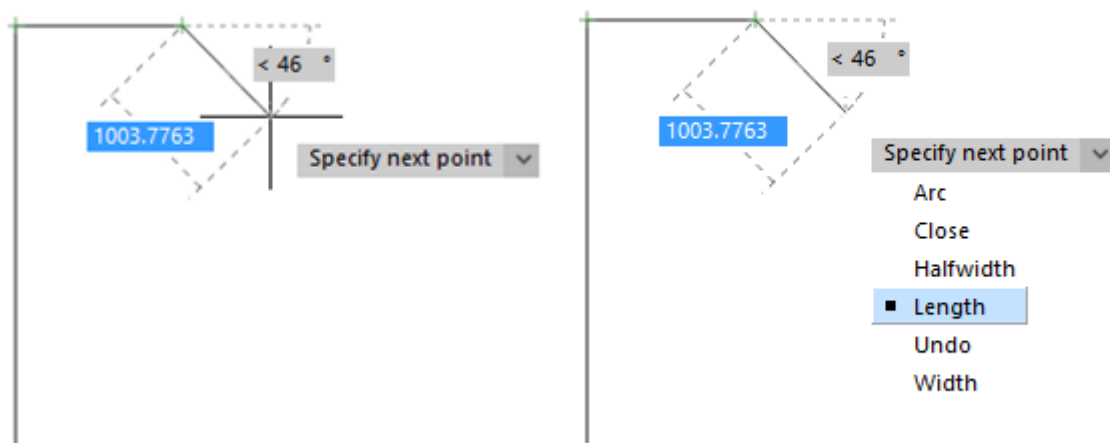 < 46 °
1003.7763
Specify next point
< 46 °
1003.7763
Specify next point
Arc
Close
Halfwidth
Length
Undo
Width